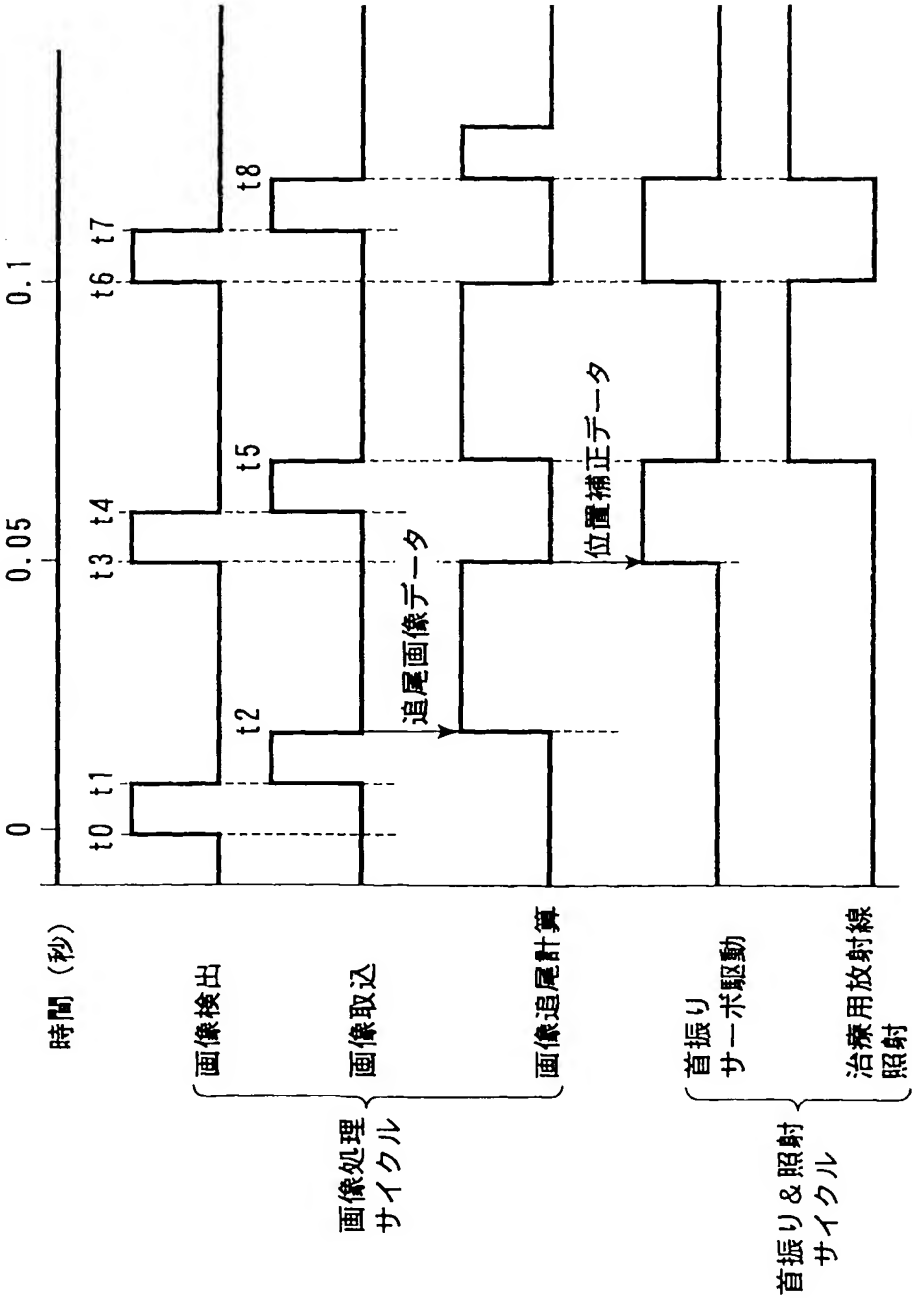 時間 (秒)
0
0.05
0.1
t0
t1
t3
t4
t6
t7
画像検出
t2
t5
t8
画像取込
追尾画像データ
画像追尾計算
画像処理
サイクル
位置補正データ
首振り
サーボ駆動
治療用放射線
照射
首振り&照射
サイクル